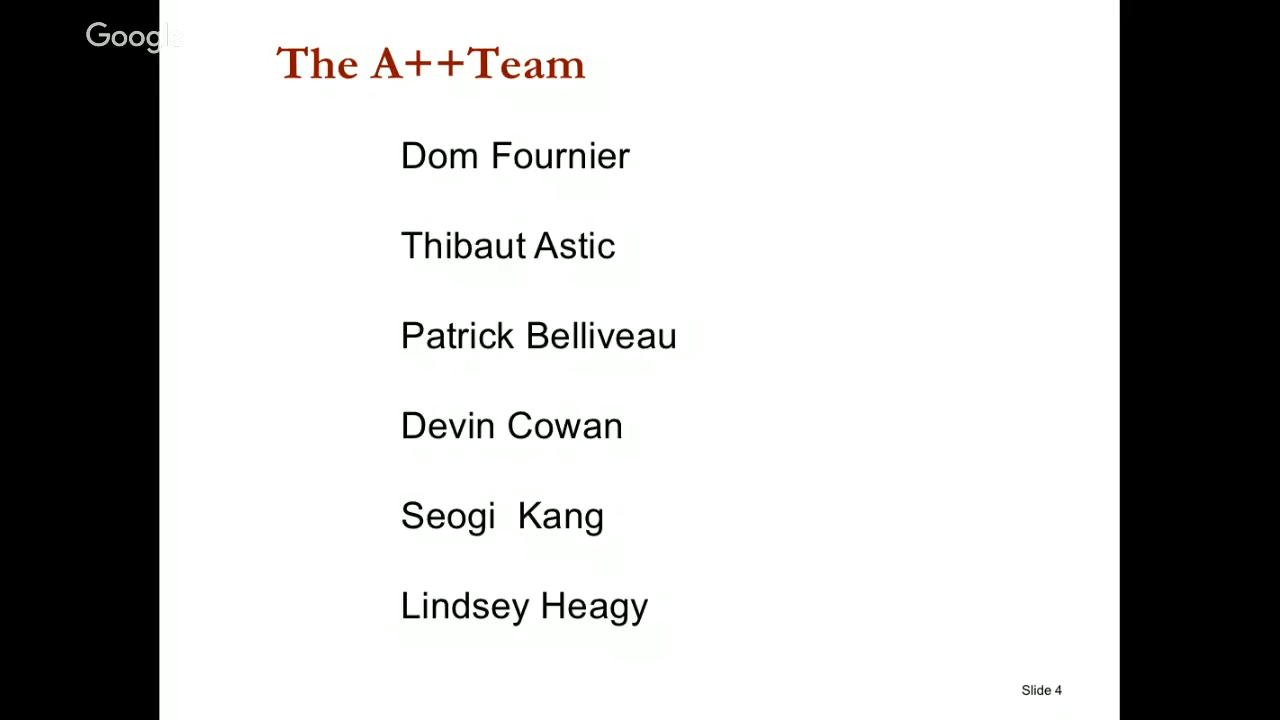 Google
The A++Team
Dom Fournier
Thibaut Astic
Patrick Belliveau
Devin Cowan
Seogi  Kang
Lindsey Heagy
Slide 4